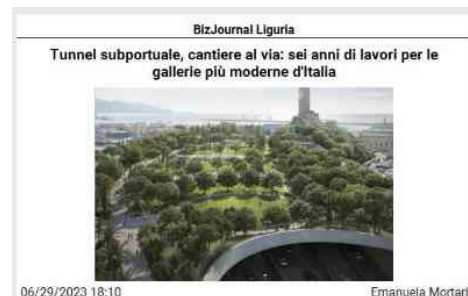 BizJournal Liguria
Tunnel subportuale, cantiere al via: sei anni di lavori per le
gallerie più moderne d'Italia
06/29/2023 18:10
Emanuela Mortari